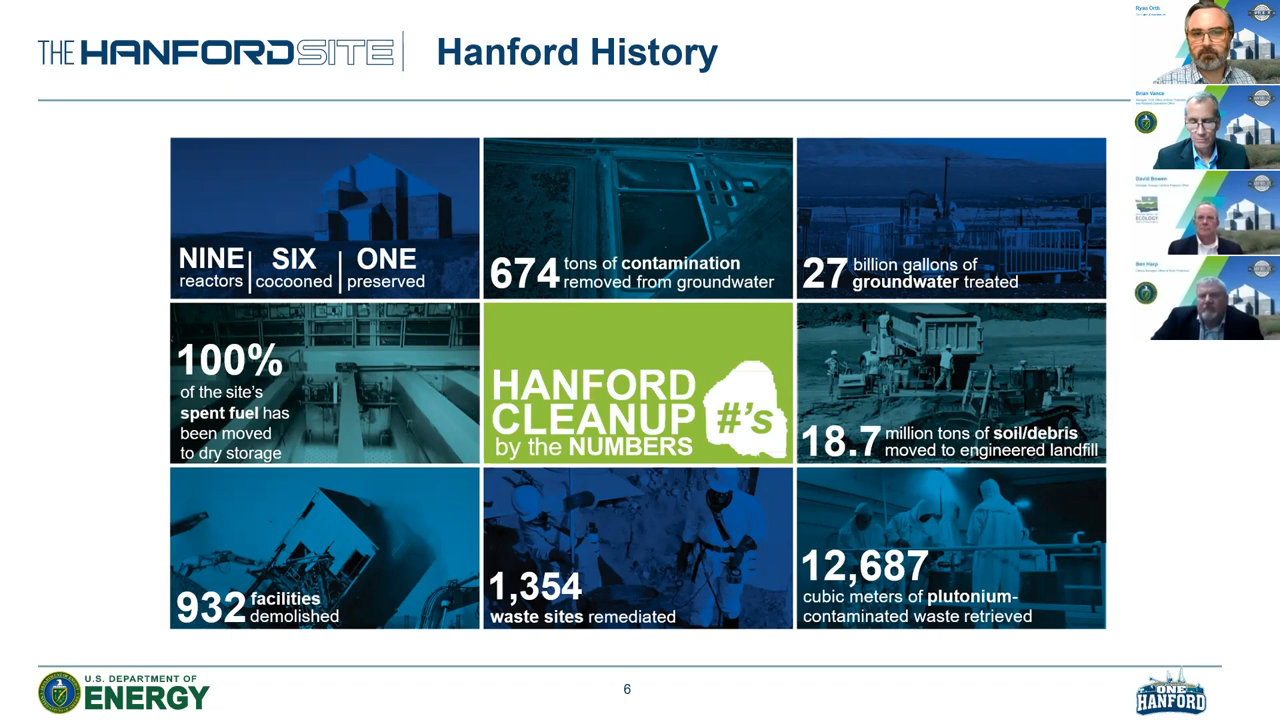 THE HANFORD SITE
Hanford History
NINE
reactors
SIX
cocooned
ONE
preserved
674 tons of contamination
removed from groundwater
27 billion gallons of
groundwater treated
100%
of the site's
spent fuel has
been moved
to dry storage
HANFORD
CLEANUP
by the NUMBERS
#'s
18.7 million tons of soil/debris
moved to engineered landfill
932 facilities
demolished
1,354
waste sites remediated
12,687
cubic meters of plutonium-
contaminated waste retrieved
U.S. DEPARTMENT OF
ENERGY
6
ONE
HANFORD
Ryan Orth
Brian Vance
David Bowen
ECOLOGY
Ben Harp